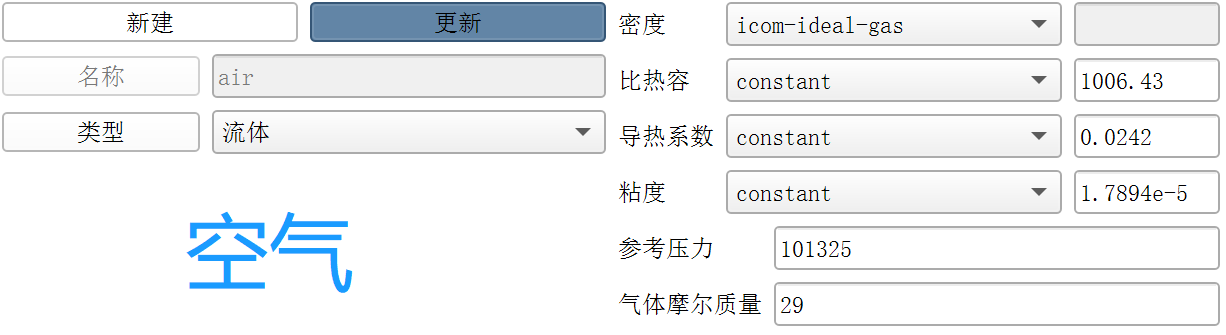 新建
更新
名称
air
类型
流体
空气
密度
icom-ideal-gas
比热容
constant
1006.43
导热系数
constant
0.0242
粘度
constant
1.7894e-5
参考压力
101325
气体摩尔质量
29